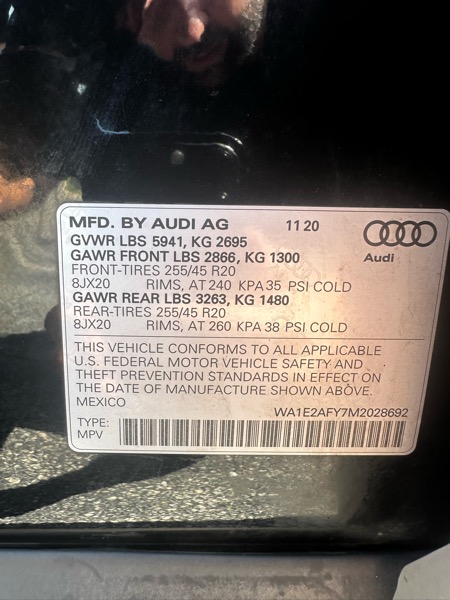 MFD. BY AUDI AG 11 20
GVWR LBS 5941, KG 2695
GAWR FRONT LBS 2866, KG 1300
Audi
FRONT-TIRES 255/45 R20
8JX20 RIMS, AT 240 KPA 35 PSI COLD
GAWR REAR LBS 3263, KG 1480
REAR-TIRES 255/45 R20
8JX20 RIMS, AT 260 KPA 38 PSI COLD
THIS VEHICLE CONFORMS TO ALL APPLICABLE
U.S. FEDERAL MOTOR VEHICLE SAFETY AND
THEFT PREVENTION STANDARDS IN EFFECT ON
THE DATE OF MANUFACTURE SHOWN ABOVE.
MEXICO
WA1E2AFY7M2028692
TYPE:
MPV